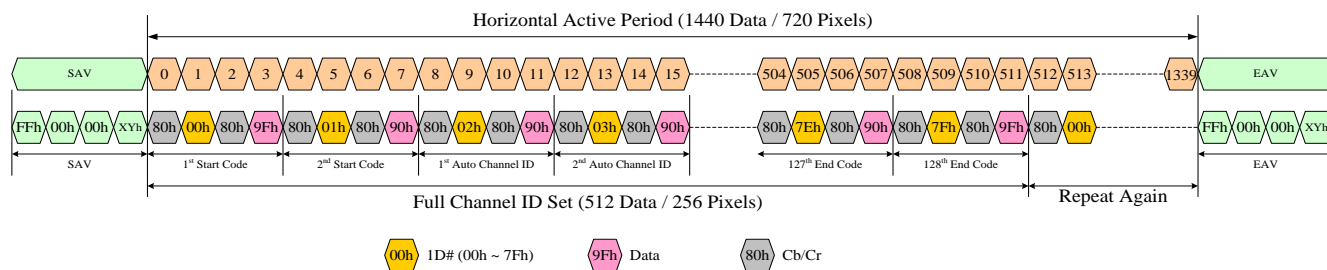 Horizontal Active Period (1440 Data / 720 Pixels)
SAV 0 1 2 3 4 5 6 7 8 9 10 11 12 13 14 15 504 505 506 507 508 509 510 511 512 513 1339 EAV
FFh 00h 00h XYh 80h 00h 80h 9Fh 80h 01h 80h 90h 80h 02h 80h 90h 80h 03h 80h 90h 80h 7Eh 80h 90h 80h 7Fh 80h 9Fh 80h 00h FFh 00h 00h XYh
SAV 1st Start Code 2nd Start Code 1st Auto Channel ID 2nd Auto Channel ID 127th End Code 128th End Code EAV
Full Channel ID Set (512 Data / 256 Pixels) Repeat Again
00h 1D# (00h ~ 7Fh) 9Fh Data 80h Cb/Cr